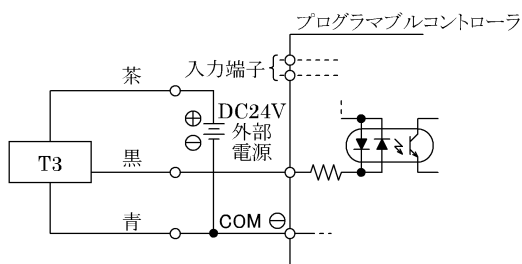 プログラマブルコントローラ
入力端子
茶
⊕
DC24V
⊖
外部
電源
T3
黒
青
COM ⊖